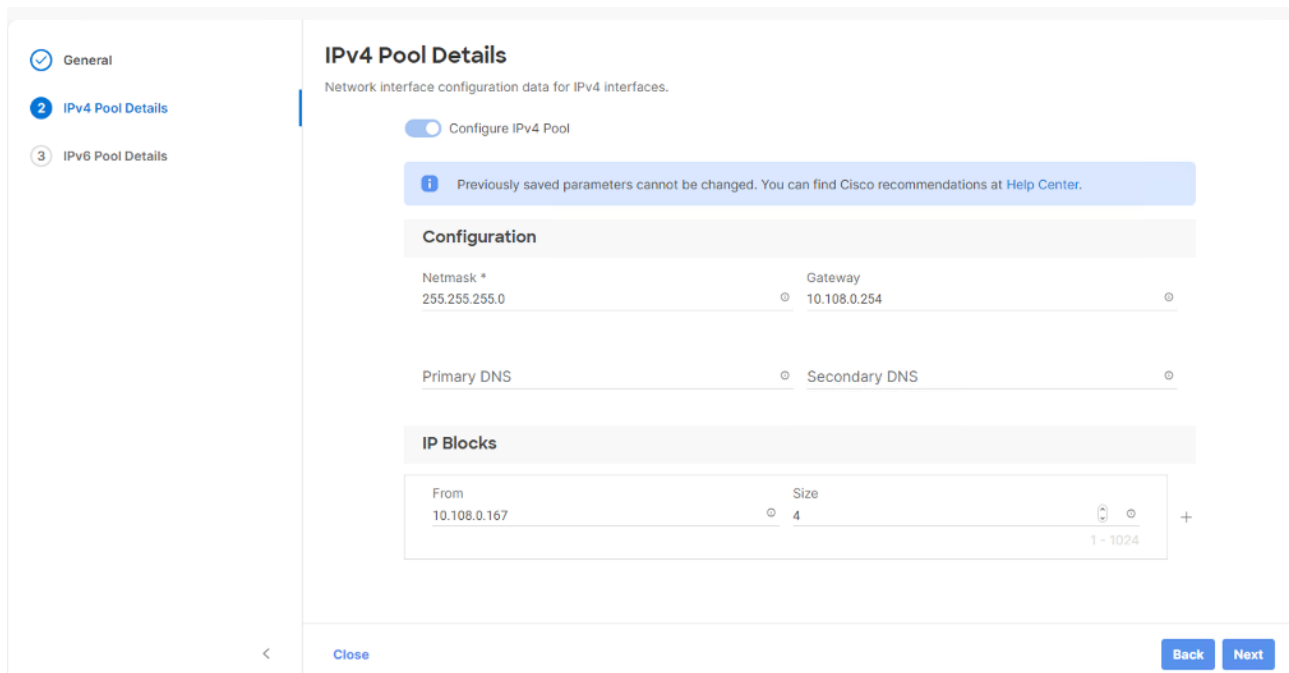 General
2 IPv4 Pool Details
3 IPv6 Pool Details
IPv4 Pool Details
Network interface configuration data for IPv4 interfaces.
Configure IPv4 Pool
Previously saved parameters cannot be changed. You can find Cisco recommendations at Help Center.
Configuration
Netmask * Gateway
255.255.255.0 10.108.0.254
Primary DNS Secondary DNS
IP Blocks
From Size
10.108.0.167 4
1 - 1024
Close Back Next